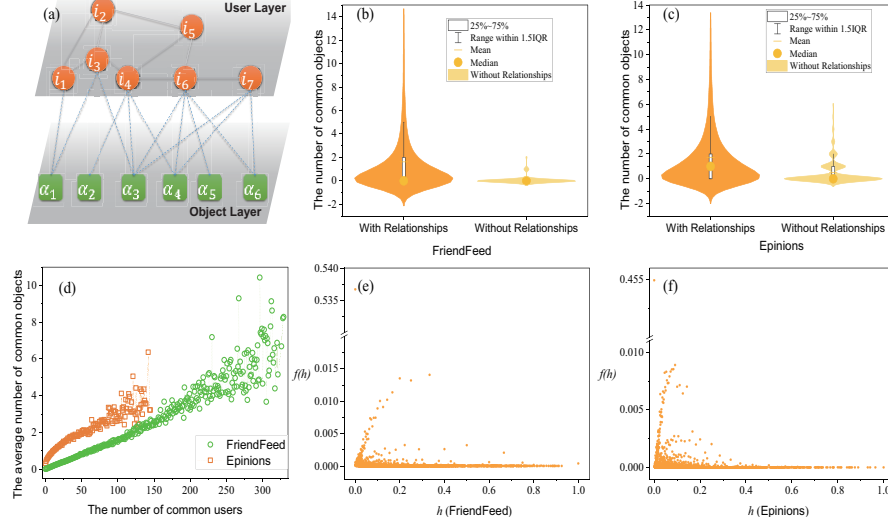 (a)
User Layer
i2
i5
i3
i1
i4
i6
i7
α1
α2
α3
α4
α5
α6
Object Layer
(b)
25%~75%
Range within 1.5IQR
Mean
Median
Without Relationships
The number of common objects
14
12
10
8
6
4
2
0
-2
With Relationships
Without Relationships
FriendFeed
(c)
25%~75%
Range within 1.5IQR
Mean
Median
Without Relationships
The number of common objects
14
12
10
8
6
4
2
0
-2
With Relationships
Without Relationships
Epinions
(d)
The average number of common objects
10
8
6
4
2
0
FriendFeed
Epinions
0
50
100
150
200
250
300
The number of common users
(e)
0.540
0.535
0.015
f(h)
0.010
0.005
0.000
0.0
0.2
0.4
0.6
0.8
1.0
h (FriendFeed)
(f)
0.455
0.010
f(h)
0.005
0.000
0.0
0.2
0.4
0.6
0.8
1.0
h (Epinions)